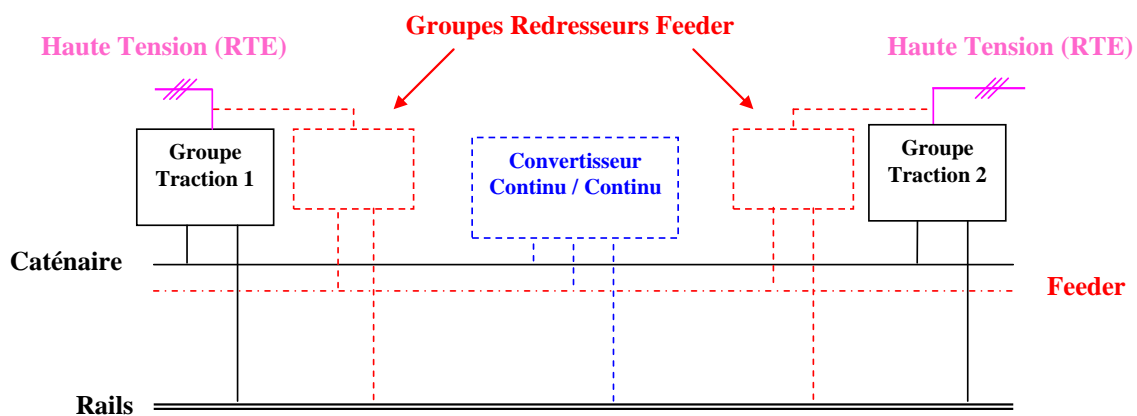 Groupes Redresseurs Feeder
Haute Tension (RTE)
Haute Tension (RTE)
Groupe
Traction 1
Convertisseur
Continu / Continu
Groupe
Traction 2
Caténaire
Feeder
Rails